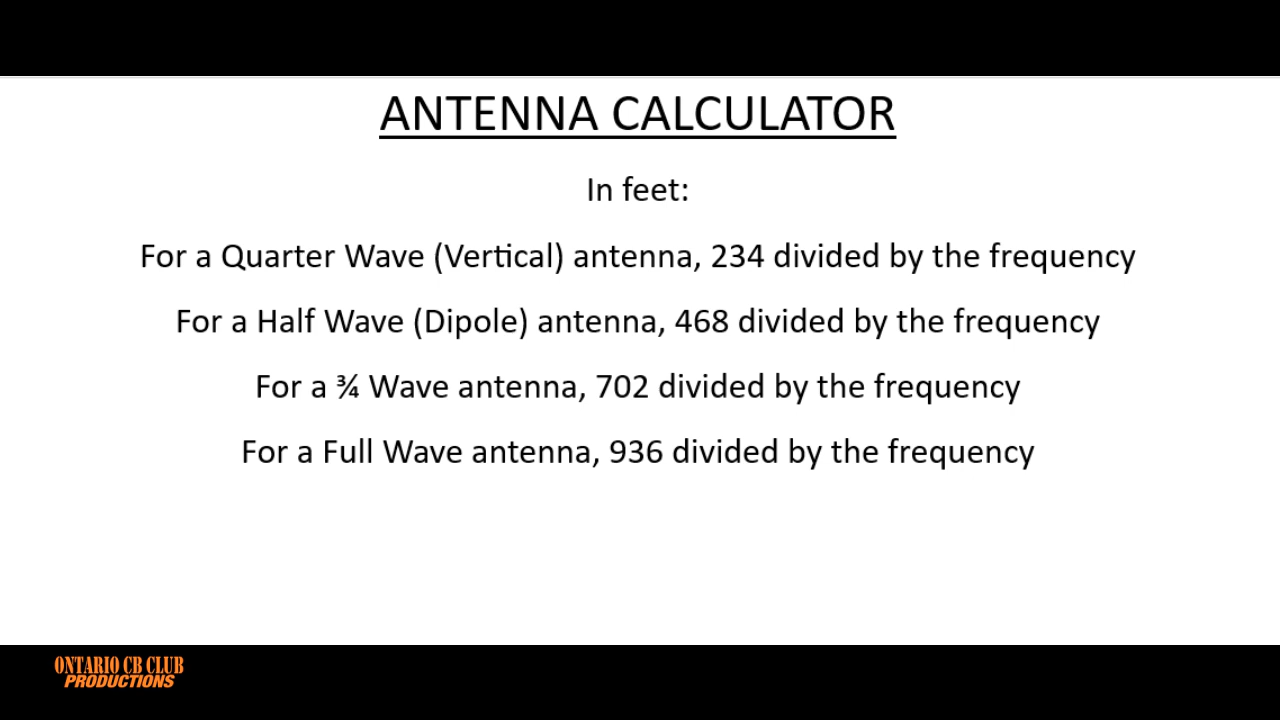 ANTENNA CALCULATOR
In feet:
For a Quarter Wave (Vertical) antenna, 234 divided by the frequency
For a Half Wave (Dipole) antenna, 468 divided by the frequency
For a ¾ Wave antenna, 702 divided by the frequency
For a Full Wave antenna, 936 divided by the frequency
ONTARIO CB CLUB
PRODUCTIONS